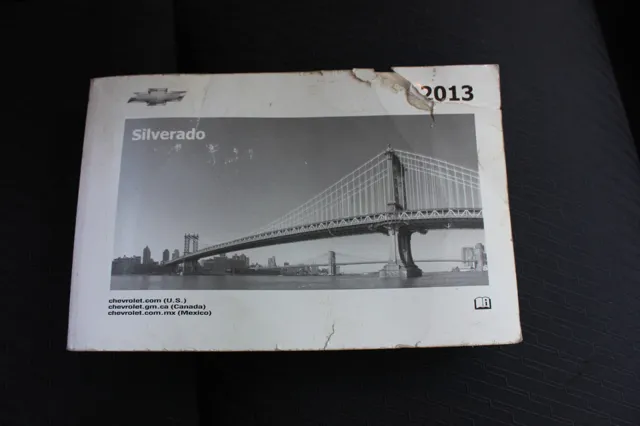 2013
Silverado
chevrolet.com (U.S.)
chevrolet.gm.ca (Canada)
chevrolet.com.mx (Mexico)